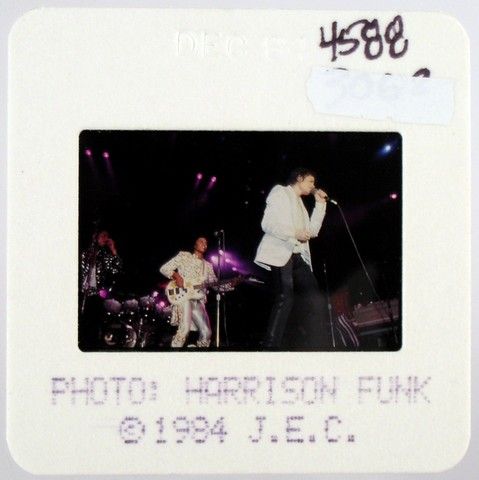 DEC
4588
PHOTO: HARRISON FUNK
©1984 J.E.C.